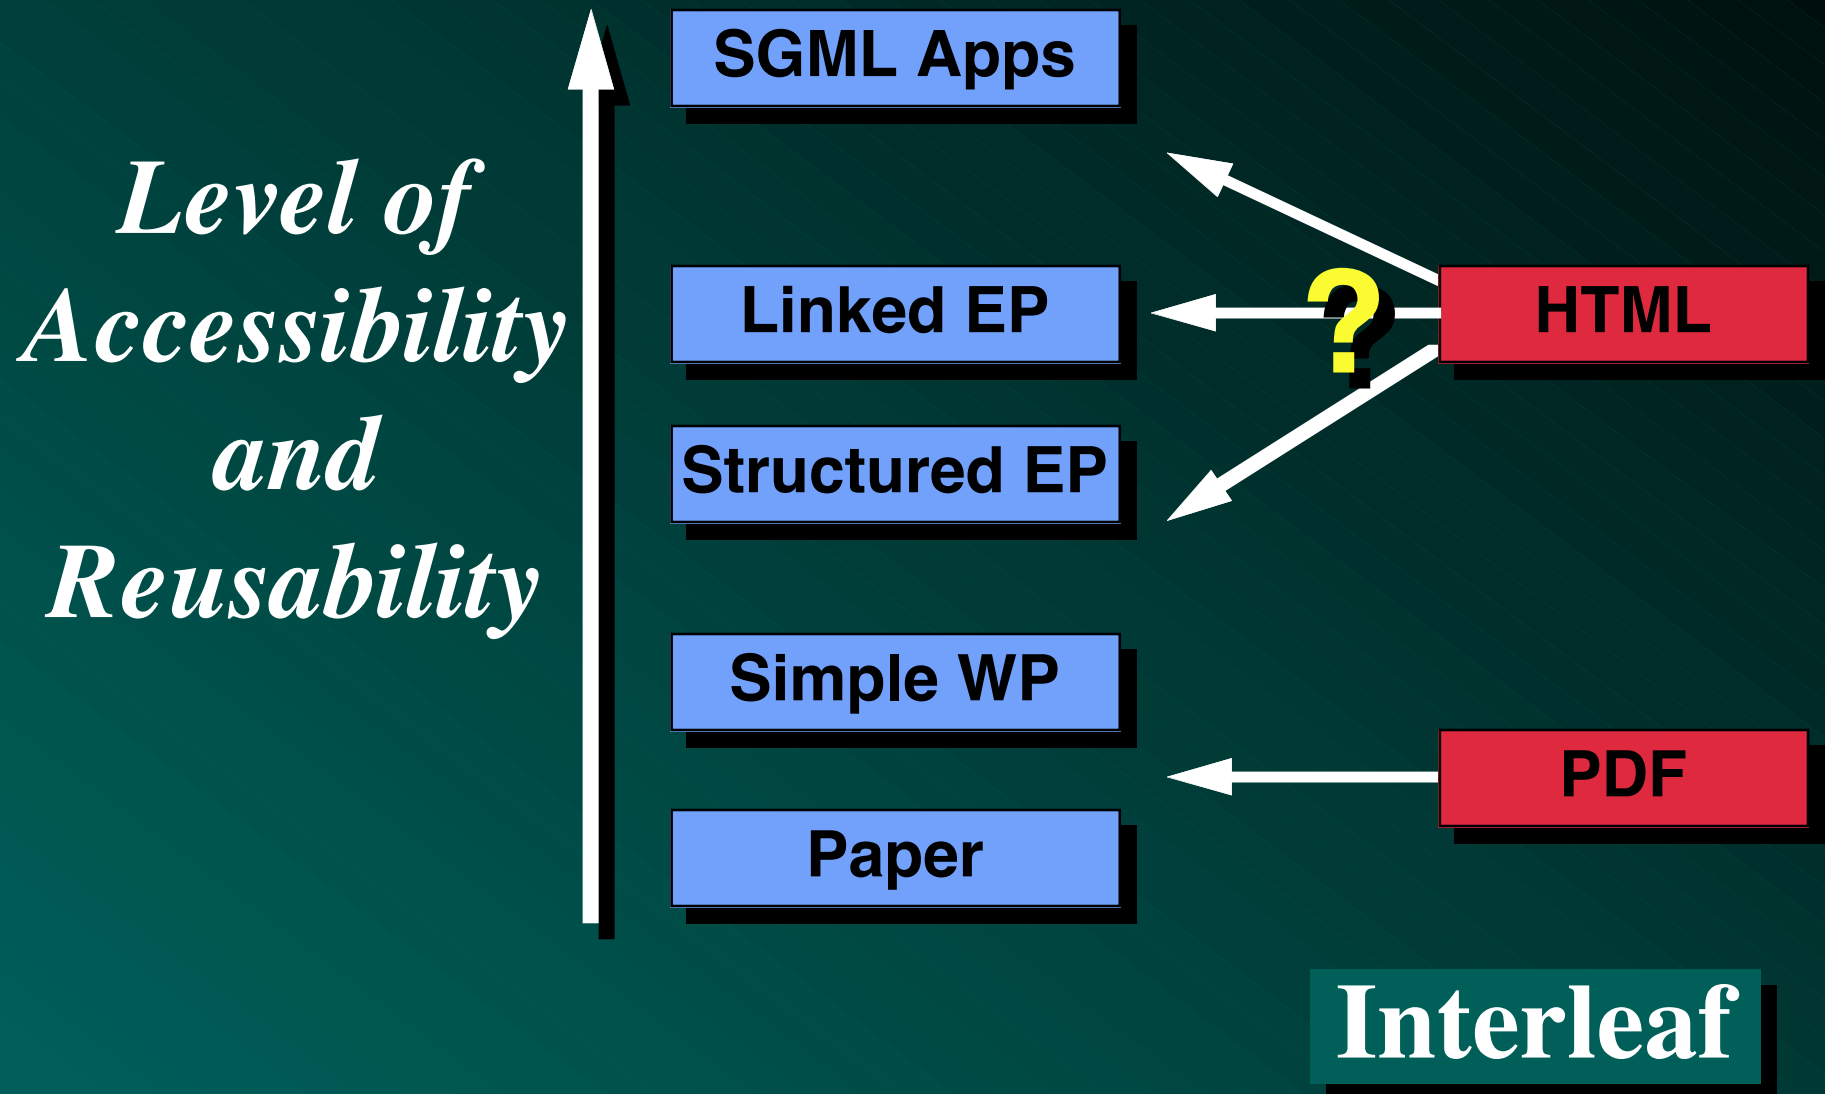 Level of
Accessibility
and
Reusability
SGML Apps
Linked EP
Structured EP
Simple WP
Paper
?
HTML
PDF
Interleaf